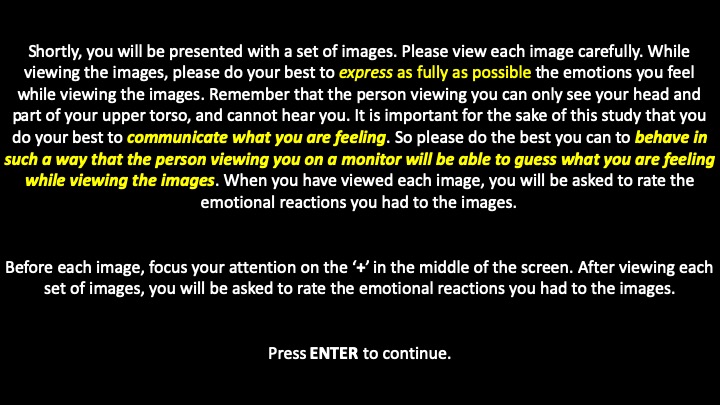 Shortly, you will be presented with a set of images. Please view each image carefully. While
viewing the images, please do your best to express as fully as possible the emotions you feel
while viewing the images. Remember that the person viewing you can only see your head and
part of your upper torso, and cannot hear you. It is important for the sake of this study that you
do your best to communicate what you are feeling. So please do the best you can to behave in
such a way that the person viewing you on a monitor will be able to guess what you are feeling
while viewing the images. When you have viewed each image, you will be asked to rate the
emotional reactions you had to the images.
Before each image, focus your attention on the ‘+’ in the middle of the screen. After viewing each
set of images, you will be asked to rate the emotional reactions you had to the images.
Press ENTER to continue.